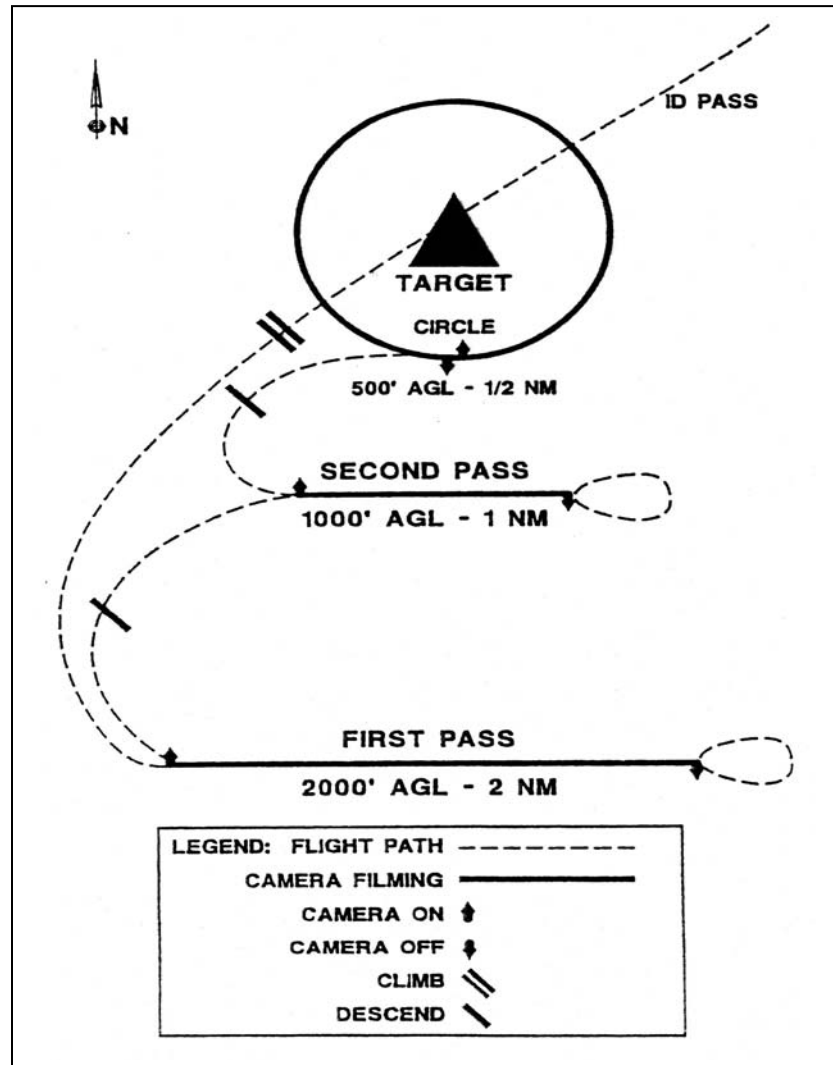 N
ID PASS
TARGET
CIRCLE
500' AGL - 1/2 NM
SECOND PASS
1000' AGL - 1 NM
FIRST PASS
2000' AGL - 2 NM
LEGEND: FLIGHT PATH
CAMERA FILMING
CAMERA ON
CAMERA OFF
CLIMB
DESCEND